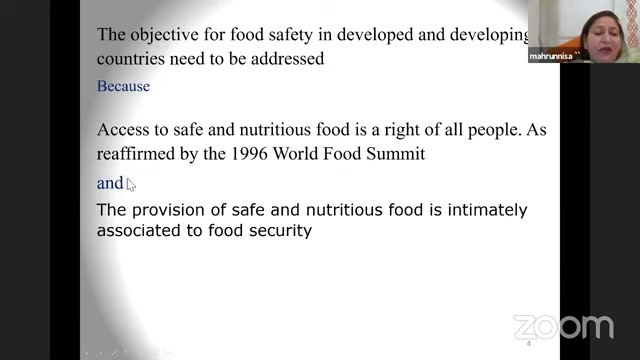 The objective for food safety in developed and developing
countries need to be addressed
Because
Access to safe and nutritious food is a right of all people. As
reaffirmed by the 1996 World Food Summit
and
The provision of safe and nutritious food is intimately
associated to food security
mahrunnisa ``
zoom
4